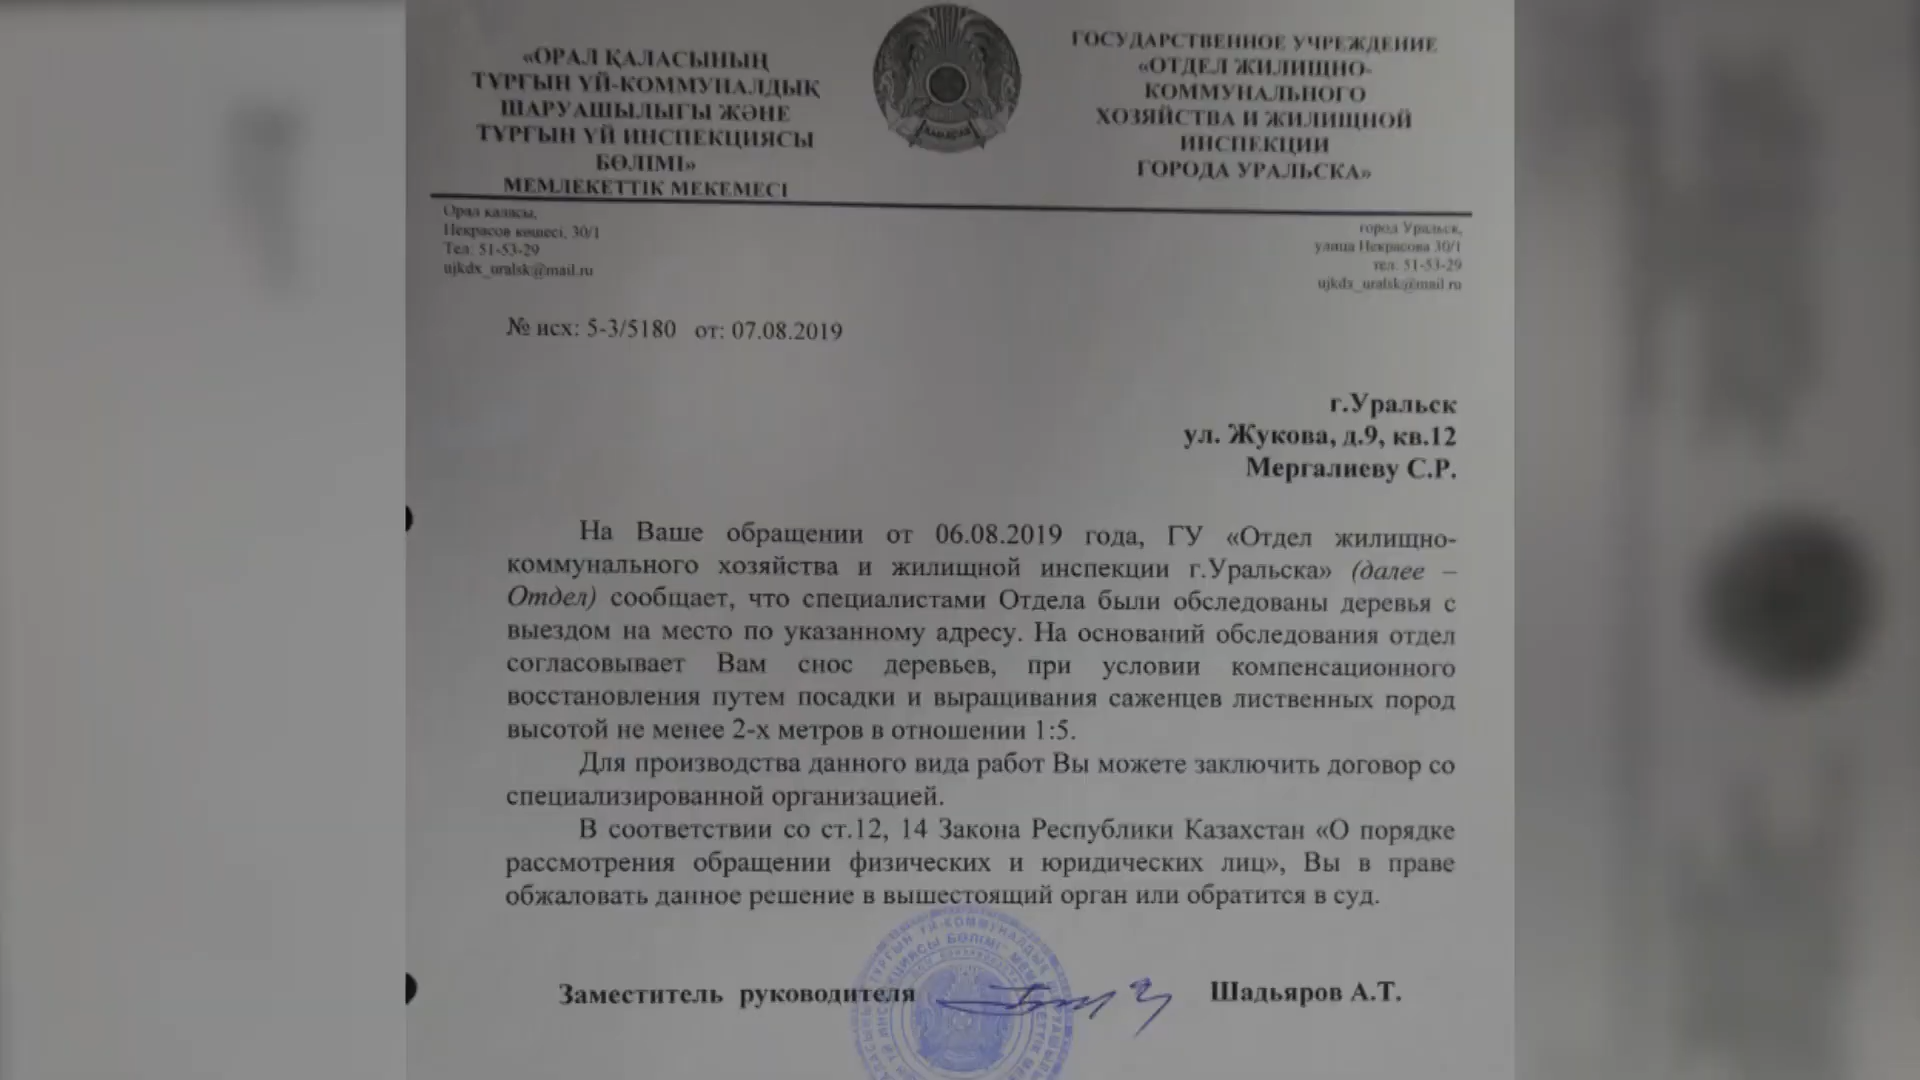 «ОРАЛ ҚАЛАСЫНЫҢ
ТҰРҒЫН ҮЙ-КОММУНАЛДЫҚ
ШАРУАШЫЛЫҒЫ ЖӘНЕ
ТҰРҒЫН ҮЙ ИНСПЕКЦИЯСЫ
БӨЛІМІ»
МЕМЛЕКЕТТІК МЕКЕМЕСІ
ГОСУДАРСТВЕННОЕ УЧРЕЖДЕНИЕ
«ОТДЕЛ ЖИЛИЩНО-
КОММУНАЛЬНОГО
ХОЗЯЙСТВА И ЖИЛИЩНОЙ
ИНСПЕКЦИИ
ГОРОДА УРАЛЬСКА»
Орал қаласы,
Некрасов көшесі, 30/1
Тел: 51-53-29
ujkdx_uralsk@mail.ru
город Уральск,
улица Некрасова 30/1
тел: 51-53-29
ujkdx_uralsk@mail.ru
№ исх: 5-3/5180 от: 07.08.2019
г.Уральск
ул. Жукова, д.9, кв.12
Мергалиеву С.Р.
На Ваше обращении от 06.08.2019 года, ГУ «Отдел жилищно-
коммунального хозяйства и жилищной инспекции г.Уральска» (далее –
Отдел) сообщает, что специалистами Отдела были обследованы деревья с
выездом на место по указанному адресу. На оснований обследования отдел
согласовывает Вам снос деревьев, при условии компенсационного
восстановления путем посадки и выращивания саженцев лиственных пород
высотой не менее 2-х метров в отношении 1:5.
Для производства данного вида работ Вы можете заключить договор со
специализированной организацией.
В соответствии со ст.12, 14 Закона Республики Казахстан «О порядке
рассмотрения обращении физических и юридических лиц», Вы в праве
обжаловать данное решение в вышестоящий орган или обратится в суд.
Заместитель руководителя Шадьяров А.Т.